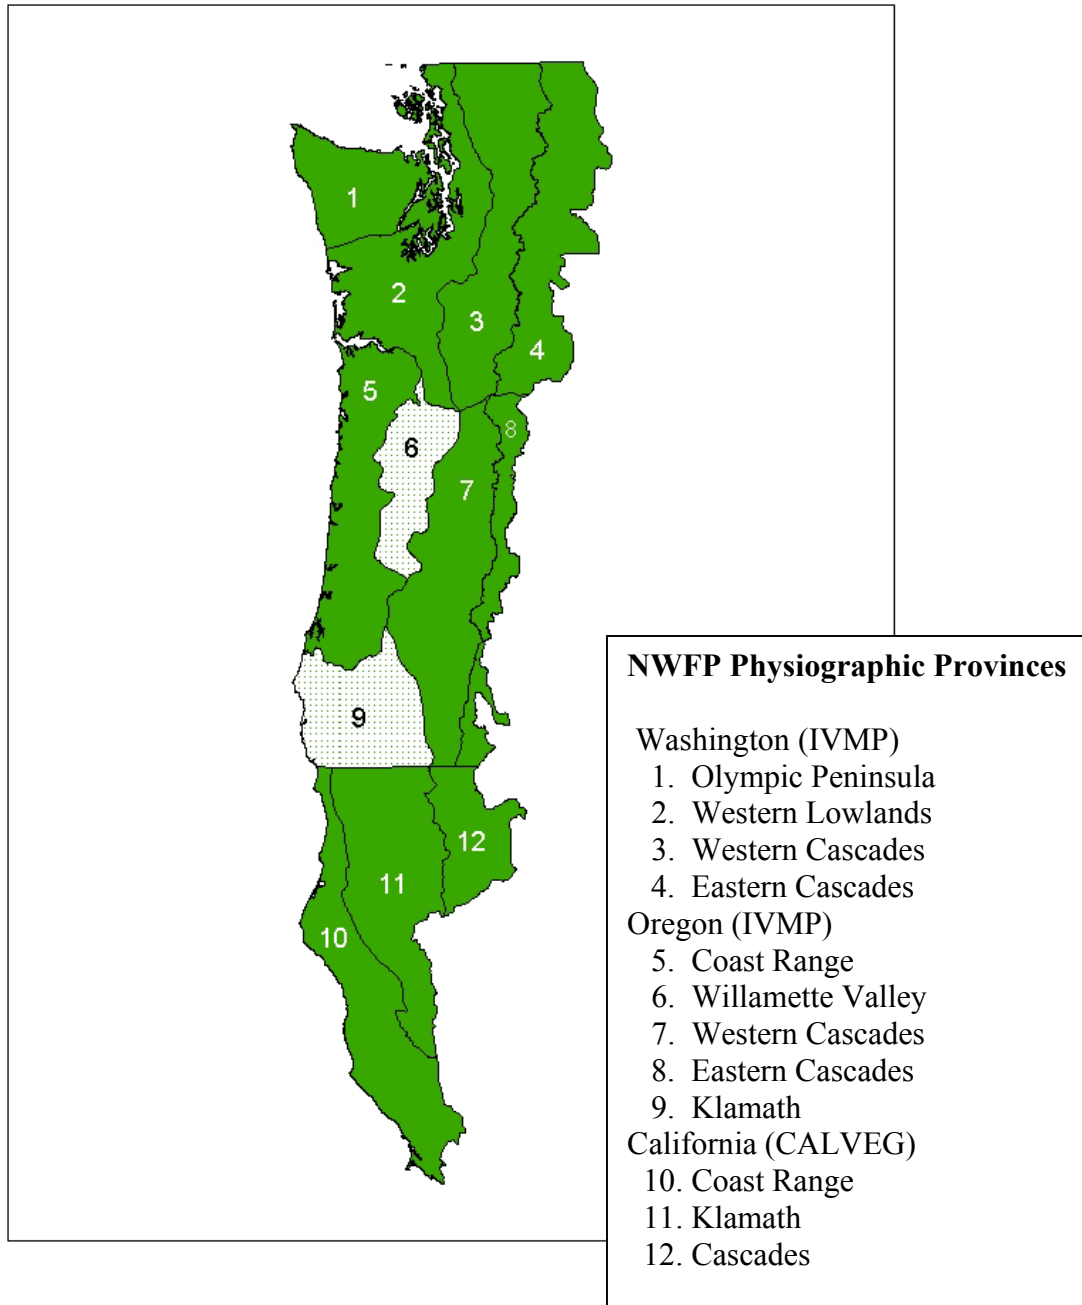 1
2
3
4
5
6
7
8
9
10
11
12
NWFP Physiographic Provinces
Washington (IVMP)
1. Olympic Peninsula
2. Western Lowlands
3. Western Cascades
4. Eastern Cascades
Oregon (IVMP)
5. Coast Range
6. Willamette Valley
7. Western Cascades
8. Eastern Cascades
9. Klamath
California (CALVEG)
10. Coast Range
11. Klamath
12. Cascades